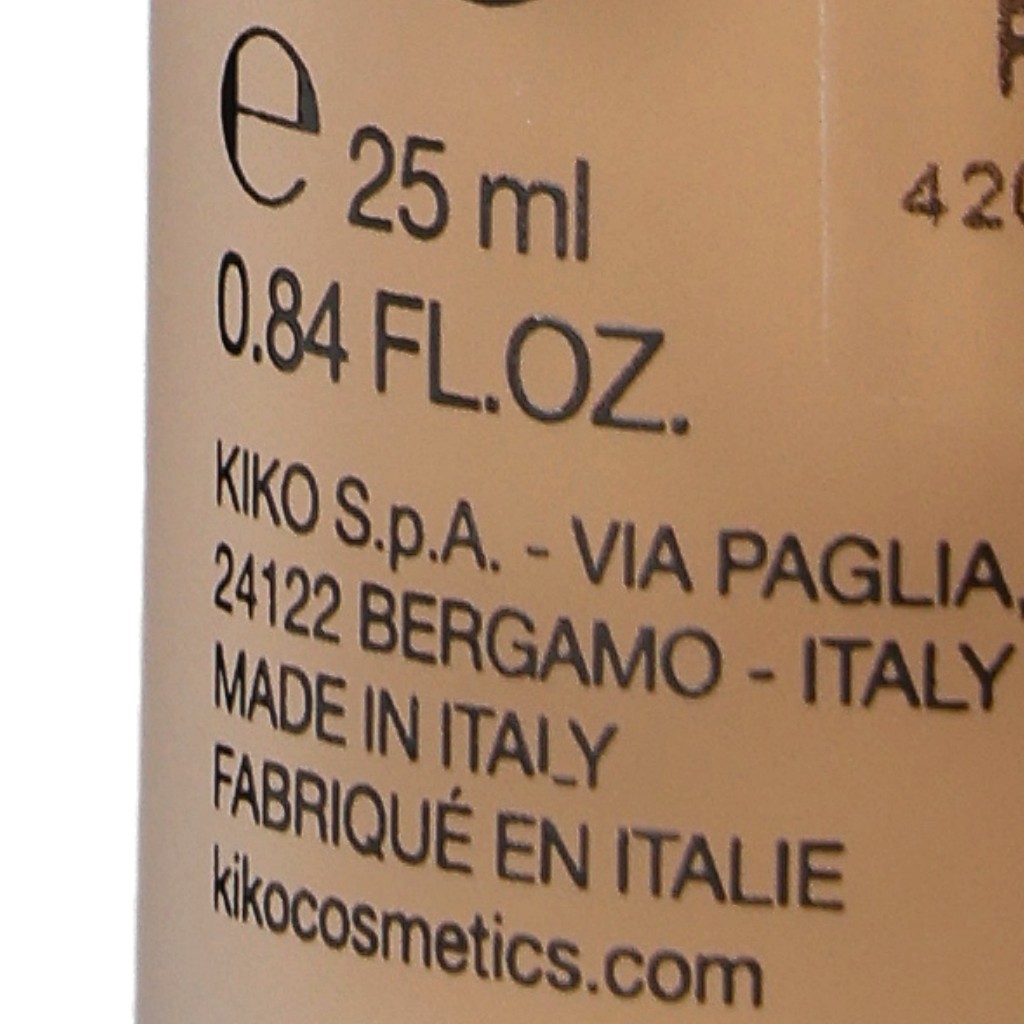 ℮ 25 ml
0.84 FL.OZ.
KIKO S.p.A. - VIA PAGLIA,
24122 BERGAMO - ITALY
MADE IN ITALY
FABRIQUÉ EN ITALIE
kikocosmetics.com